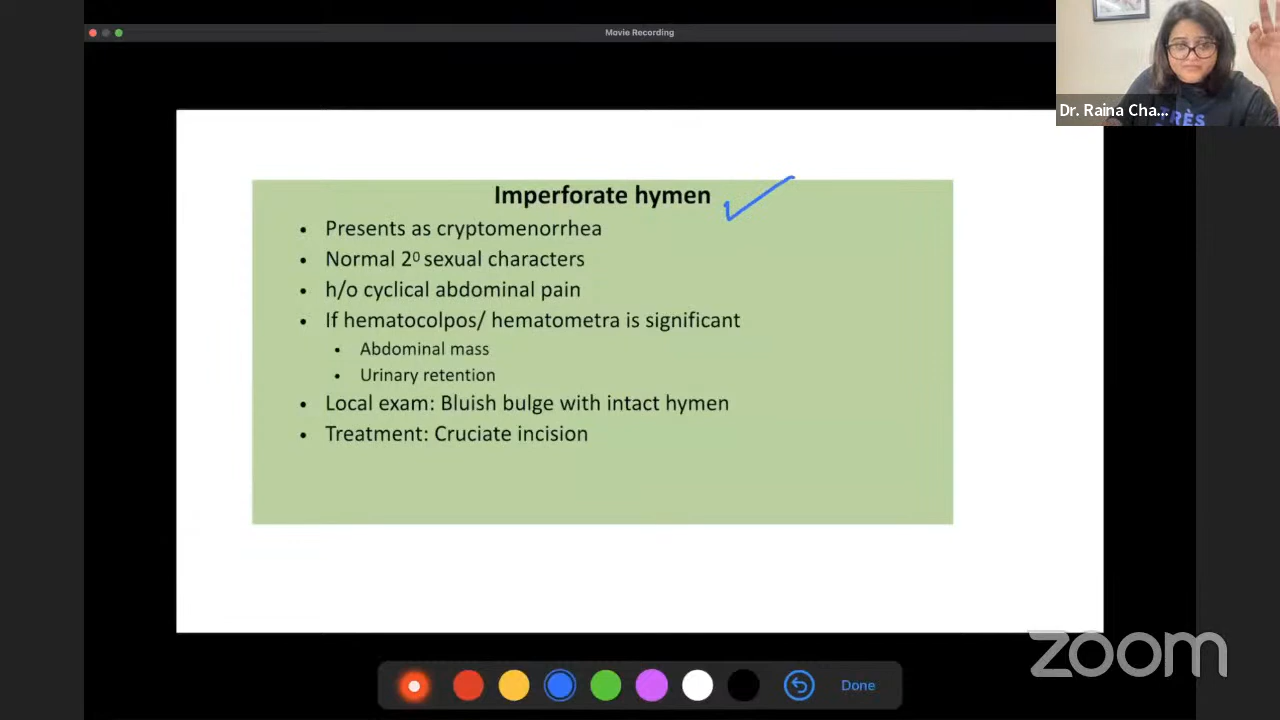 Movie Recording
Dr. Raina Cha...
TRÈS
Imperforate hymen
• Presents as cryptomenorrhea
• Normal 2⁰ sexual characters
• h/o cyclical abdominal pain
• If hematocolpos/ hematometra is significant
• Abdominal mass
• Urinary retention
• Local exam: Bluish bulge with intact hymen
• Treatment: Cruciate incision
zoom
Done